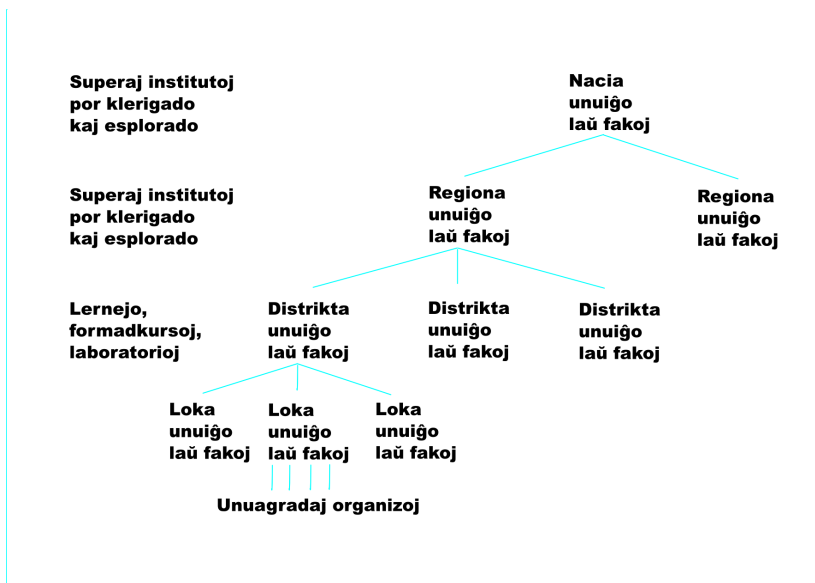 Superaj institutoj
por klerigado
kaj esplorado
Nacia
unuiĝo
laŭ fakoj
Superaj institutoj
por klerigado
kaj esplorado
Regiona
unuiĝo
laŭ fakoj
Regiona
unuiĝo
laŭ fakoj
Lernejo,
formadkursoj,
laboratorioj
Distrikta
unuiĝo
laŭ fakoj
Distrikta
unuiĝo
laŭ fakoj
Distrikta
unuiĝo
laŭ fakoj
Loka
unuiĝo
laŭ fakoj
Loka
unuiĝo
laŭ fakoj
Loka
unuiĝo
laŭ fakoj
Unuagradaj organizoj